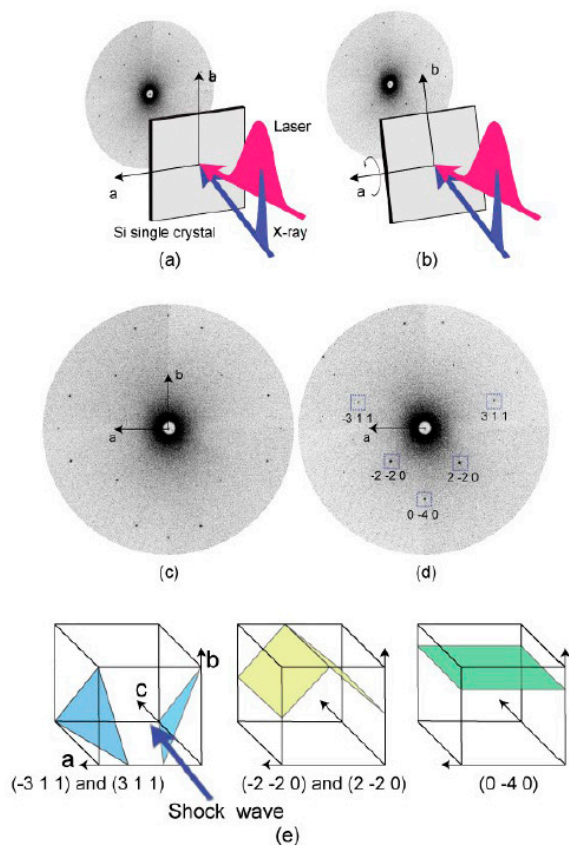 b
a
Laser
Si single crystal
X-ray
(a)
b
a
(b)
b
a
(c)
-3 1 1
3 1 1
a
-2 -2 0
2 -2 0
0 -4 0
(d)
b
c
a
(-3 1 1) and (3 1 1)
(-2 -2 0) and (2 -2 0)
(0 -4 0)
Shock wave
(e)